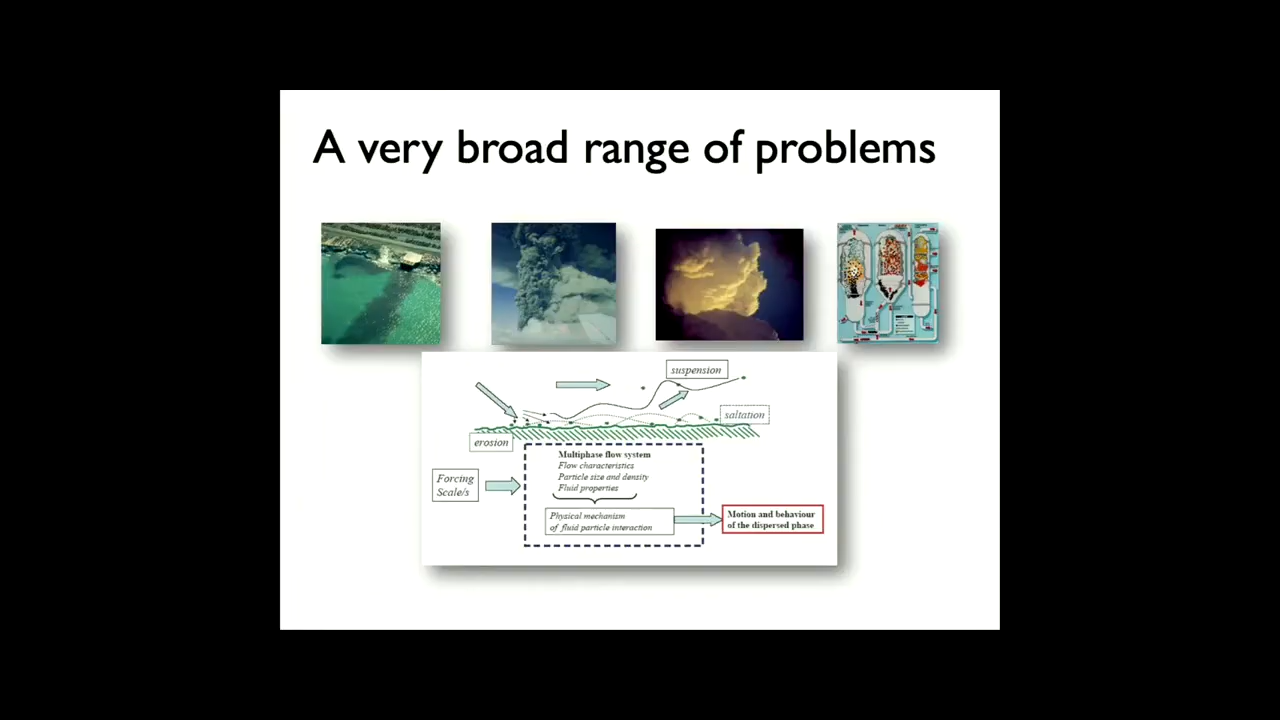 A very broad range of problems
suspension
saltation
erosion
Multiphase flow system
Flow characteristics
Particle size and density
Fluid properties
Forcing
Scale/s
Physical mechanism
of fluid particle interaction
Motion and behaviour
of the dispersed phase